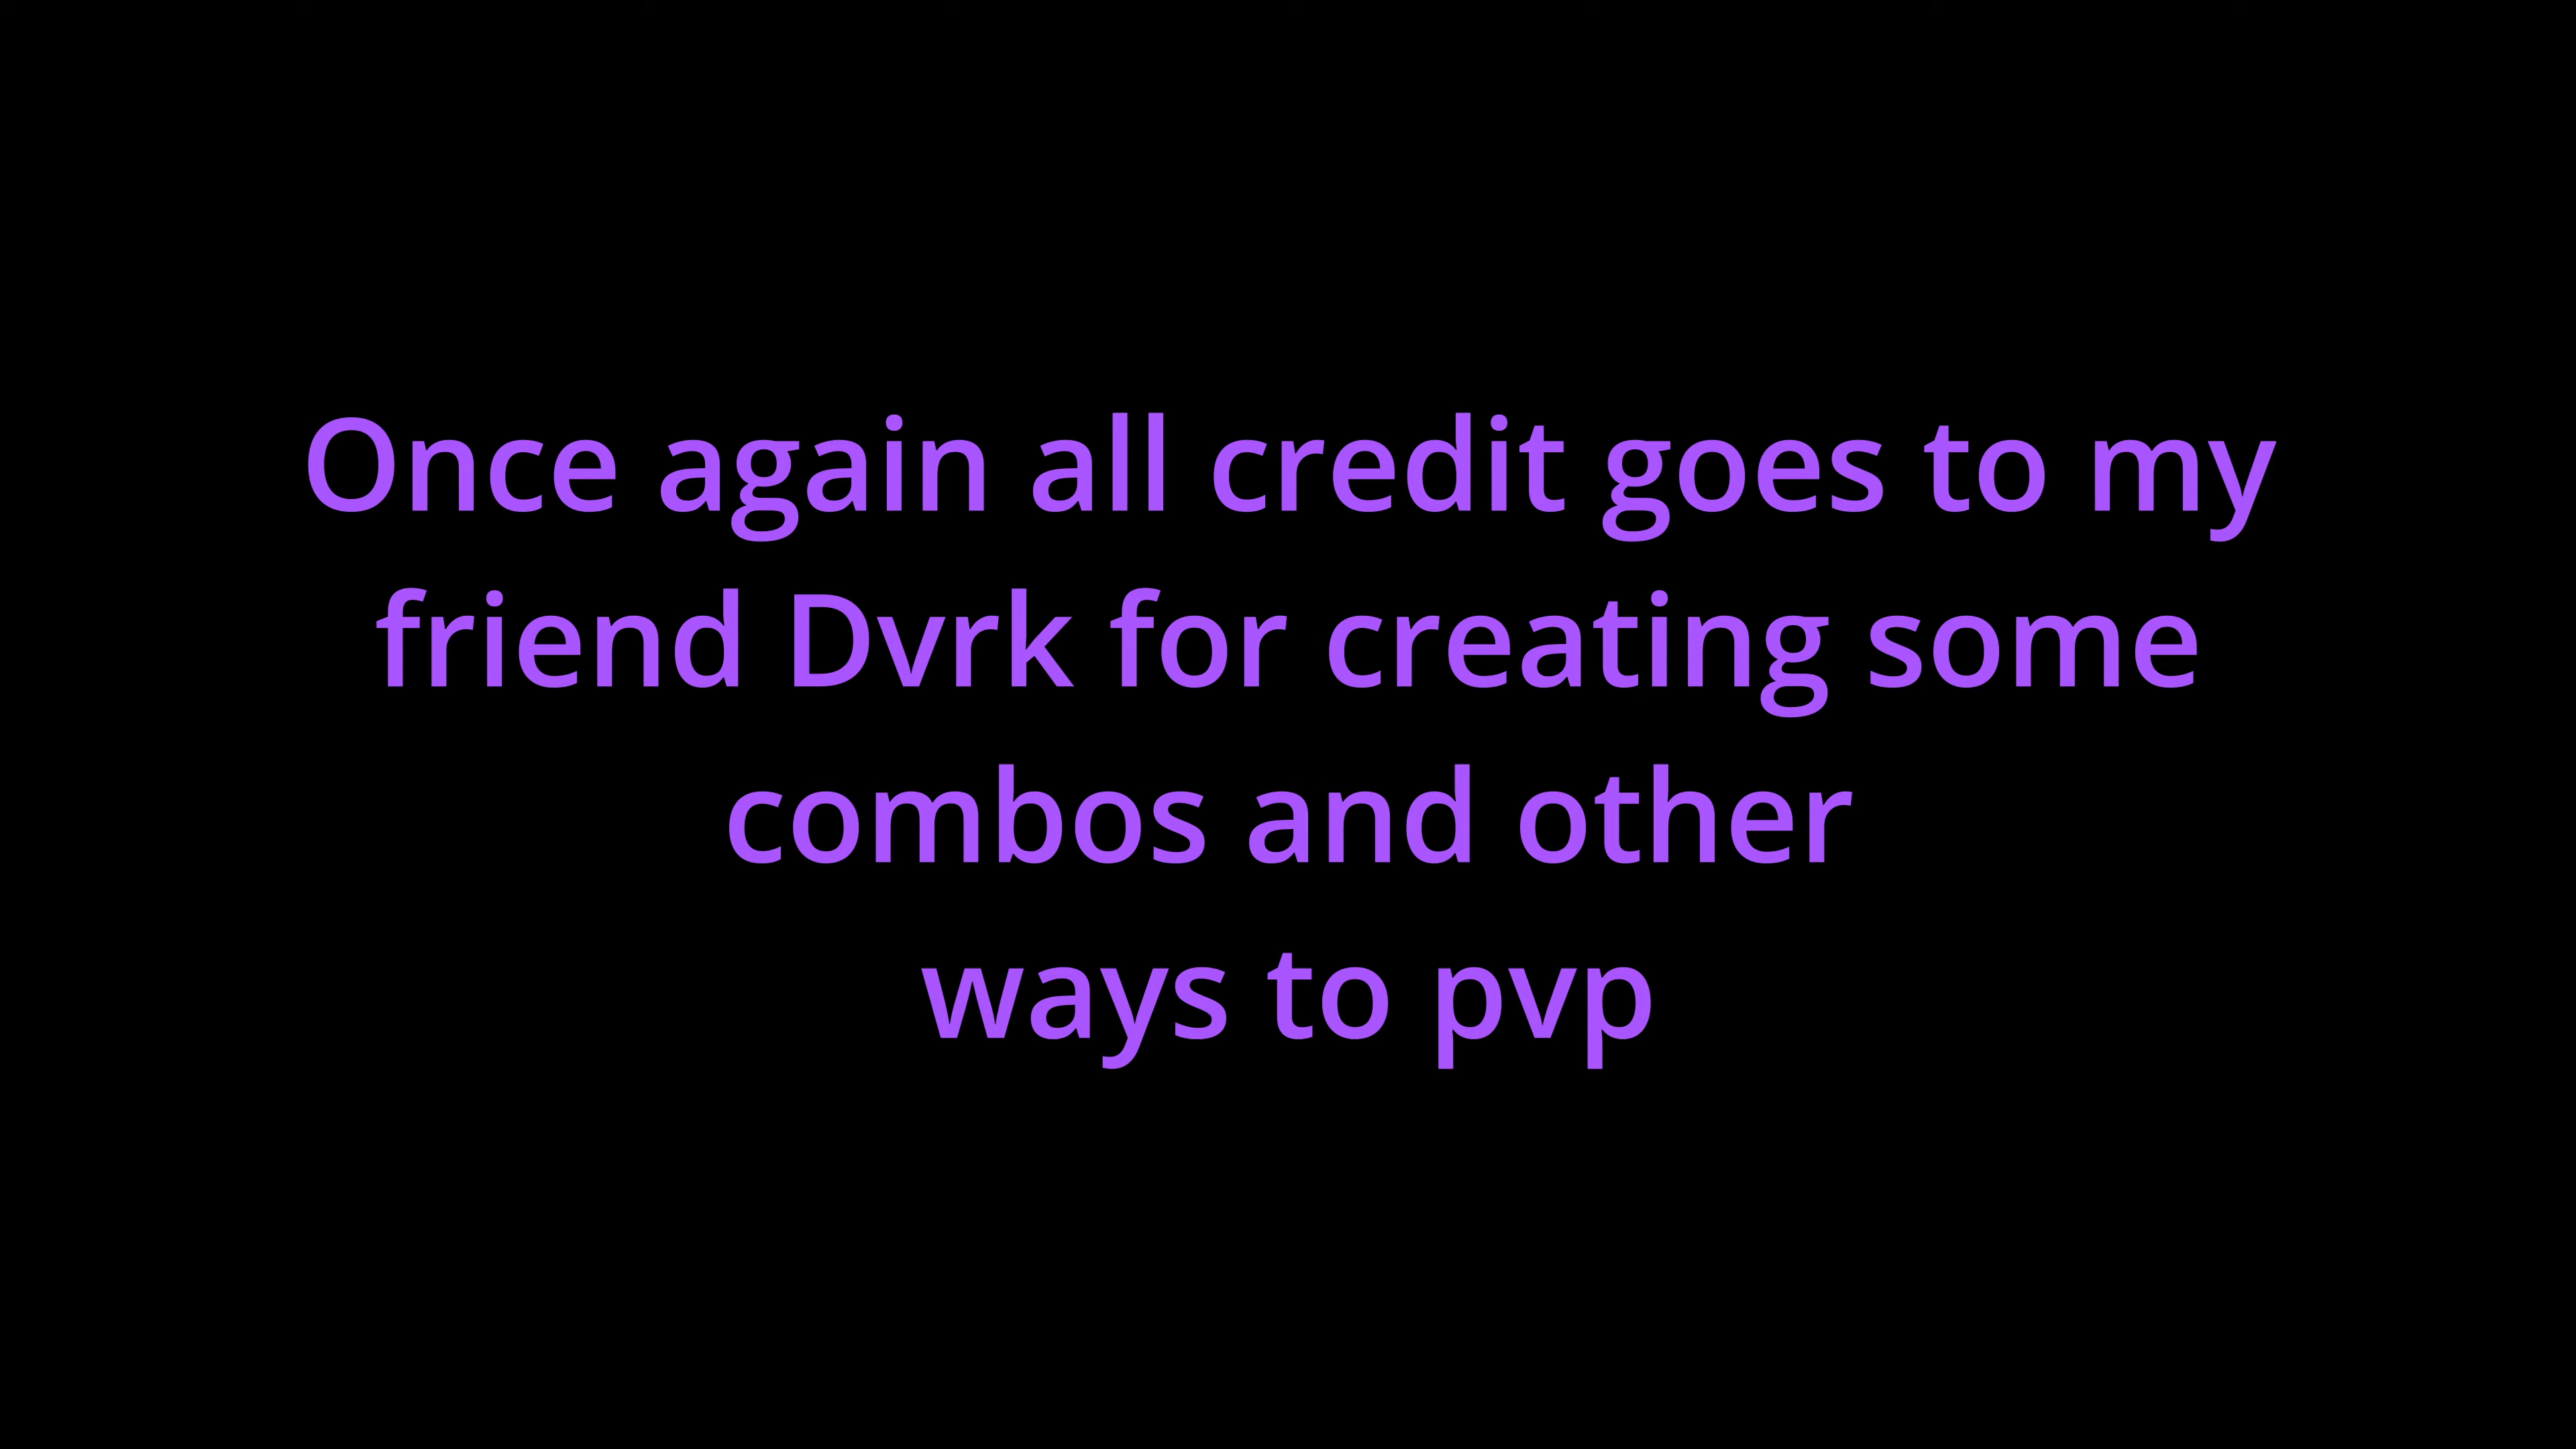 Once again all credit goes to my
friend Dvrk for creating some
combos and other
ways to pvp